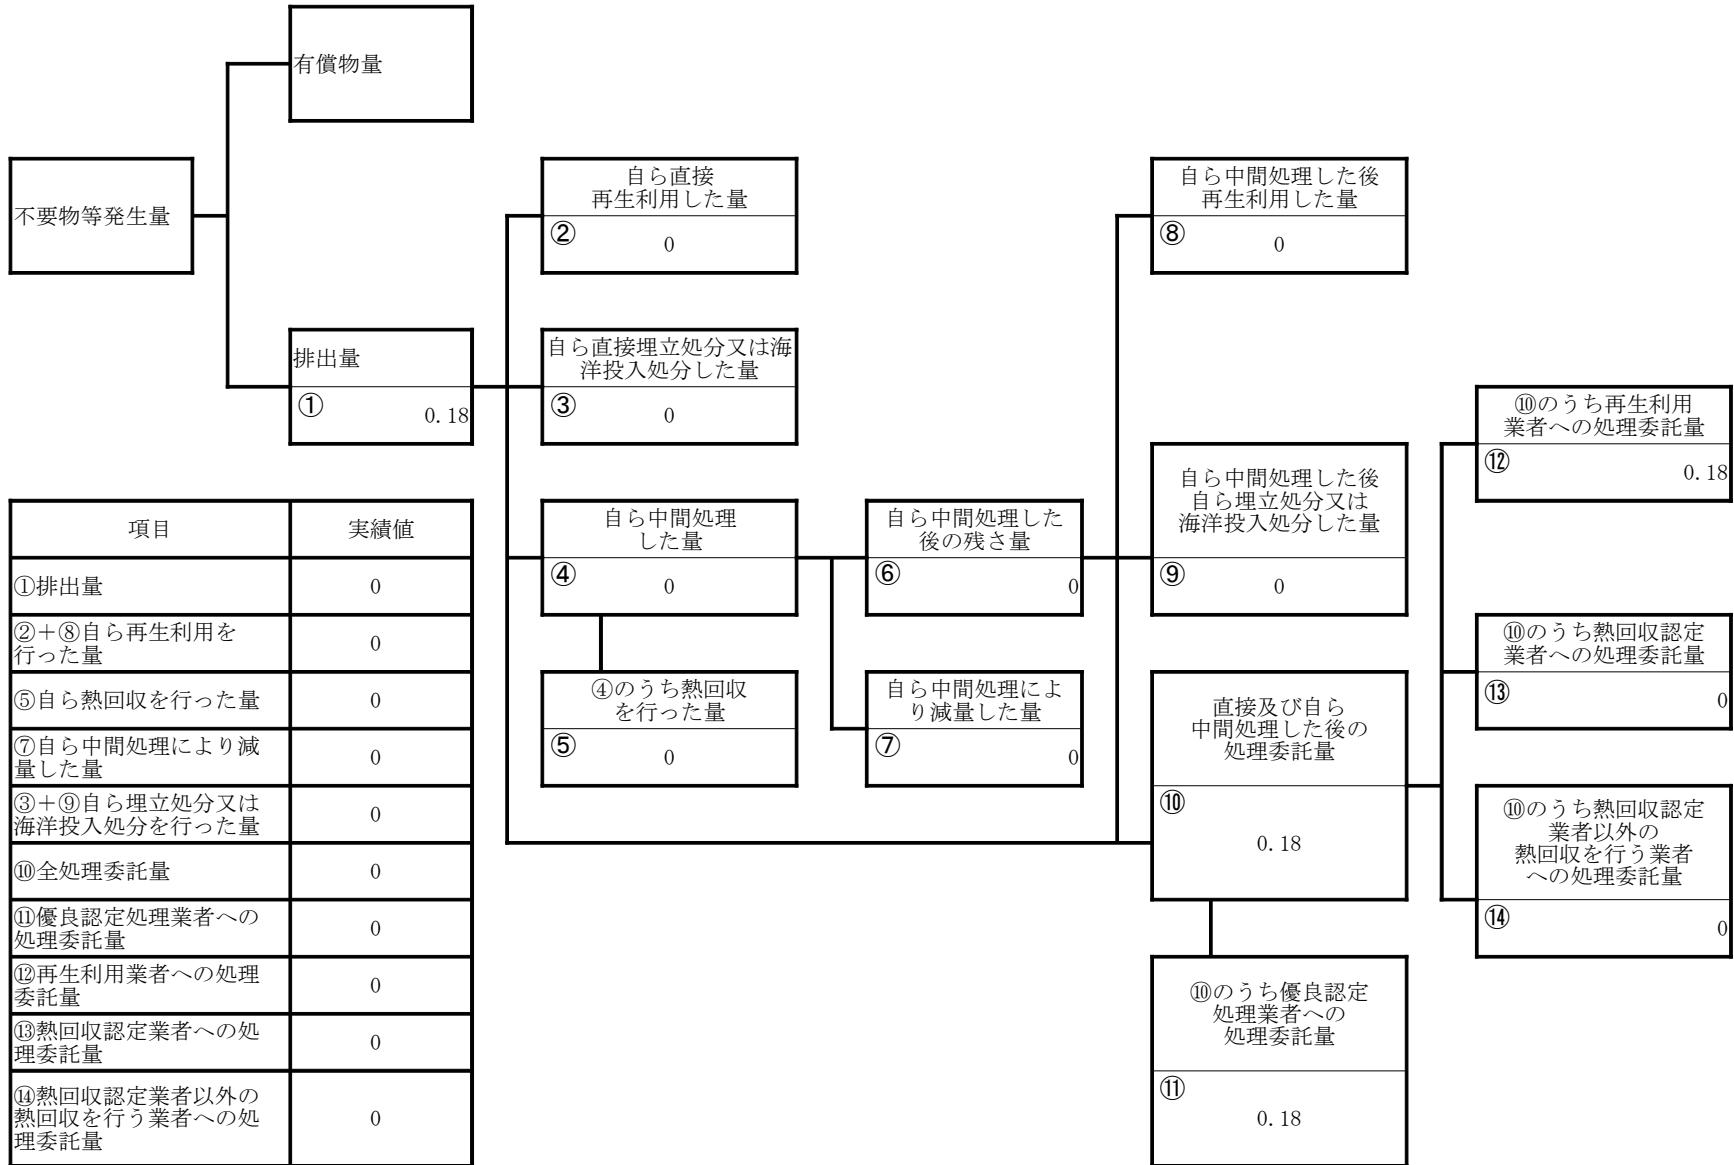 有償物量
不要物等発生量
自ら直接
再生利用した量
②
0
自ら中間処理した後
再生利用した量
⑧
0
排出量
①
0.18
自ら直接埋立処分又は海
洋投入処分した量
③
0
⑩のうち再生利用
業者への処理委託量
⑫
0.18
自ら中間処理
した量
④
0
自ら中間処理した
後の残さ量
⑥
0
自ら中間処理した後
自ら埋立処分又は
海洋投入処分した量
⑨
0
④のうち熱回収
を行った量
⑤
0
自ら中間処理によ
り減量した量
⑦
0
直接及び自ら
中間処理した後の
処理委託量
⑩
0.18
⑩のうち熱回収認定
業者への処理委託量
⑬
0
⑩のうち熱回収認定
業者以外の
熱回収を行う業者
への処理委託量
⑭
0
⑩のうち優良認定
処理業者への
処理委託量
⑪
0.18
項目 実績値
①排出量 0
②＋⑧自ら再生利用を
行った量 0
⑤自ら熱回収を行った量 0
⑦自ら中間処理により減
量した量 0
③＋⑨自ら埋立処分又は
海洋投入処分を行った量 0
⑩全処理委託量 0
⑪優良認定処理業者への
処理委託量 0
⑫再生利用業者への処理
委託量 0
⑬熱回収認定業者への処
理委託量 0
⑭熱回収認定業者以外の
熱回収を行う業者への処
理委託量 0